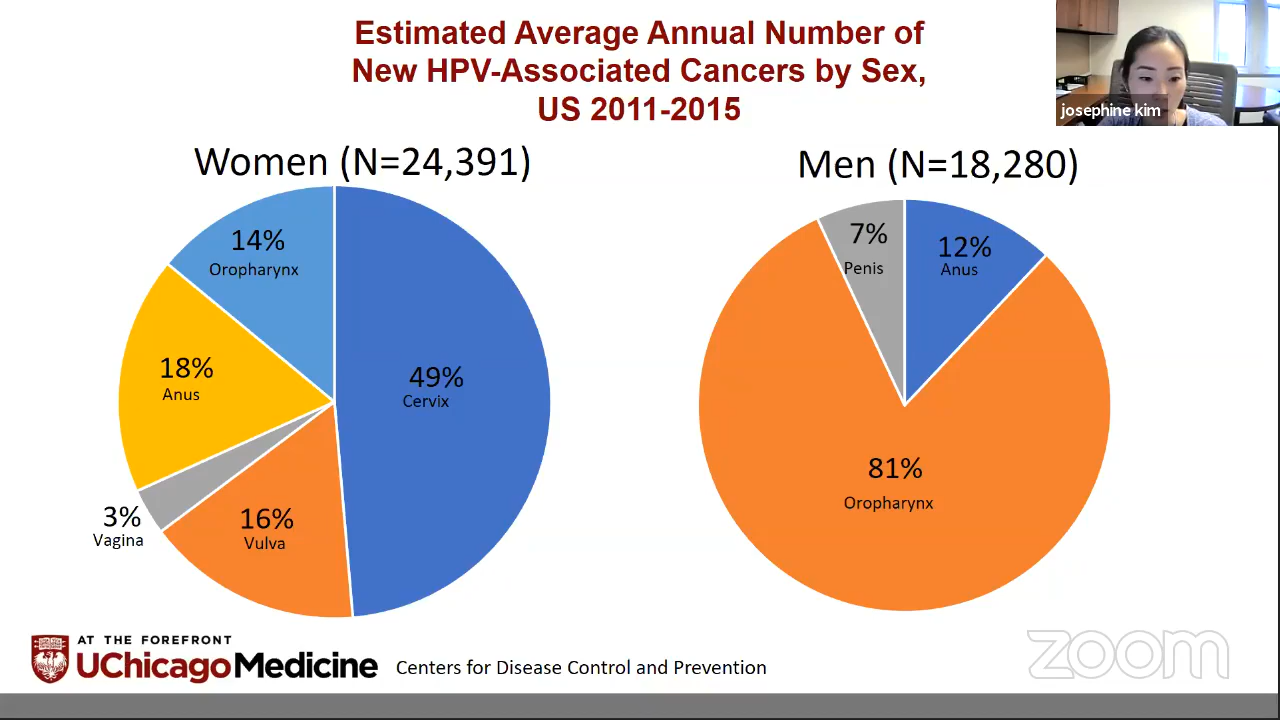 Estimated Average Annual Number of
New HPV-Associated Cancers by Sex,
US 2011-2015
josephine kim
Women (N=24,391)
14%
Oropharynx
18%
Anus
49%
Cervix
3%
Vagina
16%
Vulva
Men (N=18,280)
7%
Penis
12%
Anus
81%
Oropharynx
AT THE FOREFRONT
UChicago Medicine
Centers for Disease Control and Prevention
zoom